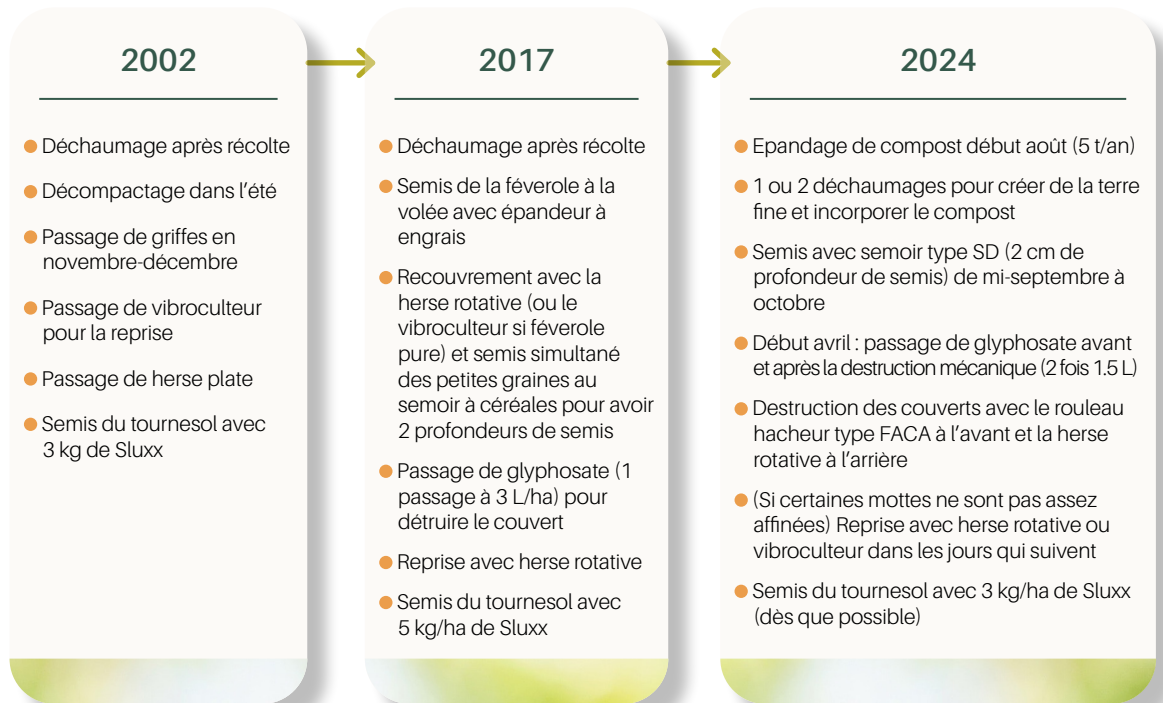 2002
Déchaumage après récolte
Décompactage dans l'été
Passage de griffes en
novembre-décembre
Passage de vibroculteur
pour la reprise
Passage de herse plate
Semis du tournesol avec
3 kg de Sluxx
2017
Déchaumage après récolte
Semis de la féverole à la
volée avec épandeur à
engrais
Recouvrement avec la
herse rotative (ou le
vibroculteur si féverole
pure) et semis simultané
des petites graines au
semoir à céréales pour avoir
2 profondeurs de semis
Passage de glyphosate (1
passage à 3 L/ha) pour
détruire le couvert
Reprise avec herse rotative
Semis du tournesol avec
5 kg/ha de Sluxx
2024
Epandage de compost début août (5 t/an)
1 ou 2 déchaumages pour créer de la terre
fine et incorporer le compost
Semis avec semoir type SD (2 cm de
profondeur de semis) de mi-septembre à
octobre
Début avril : passage de glyphosate avant
et après la destruction mécanique (2 fois 1.5 L)
Destruction des couverts avec le rouleau
hacheur type FACA à l'avant et la herse
rotative à l'arrière
(Si certaines mottes ne sont pas assez
affinées) Reprise avec herse rotative ou
vibroculteur dans les jours qui suivent
Semis du tournesol avec 3 kg/ha de Sluxx
(dès que possible)